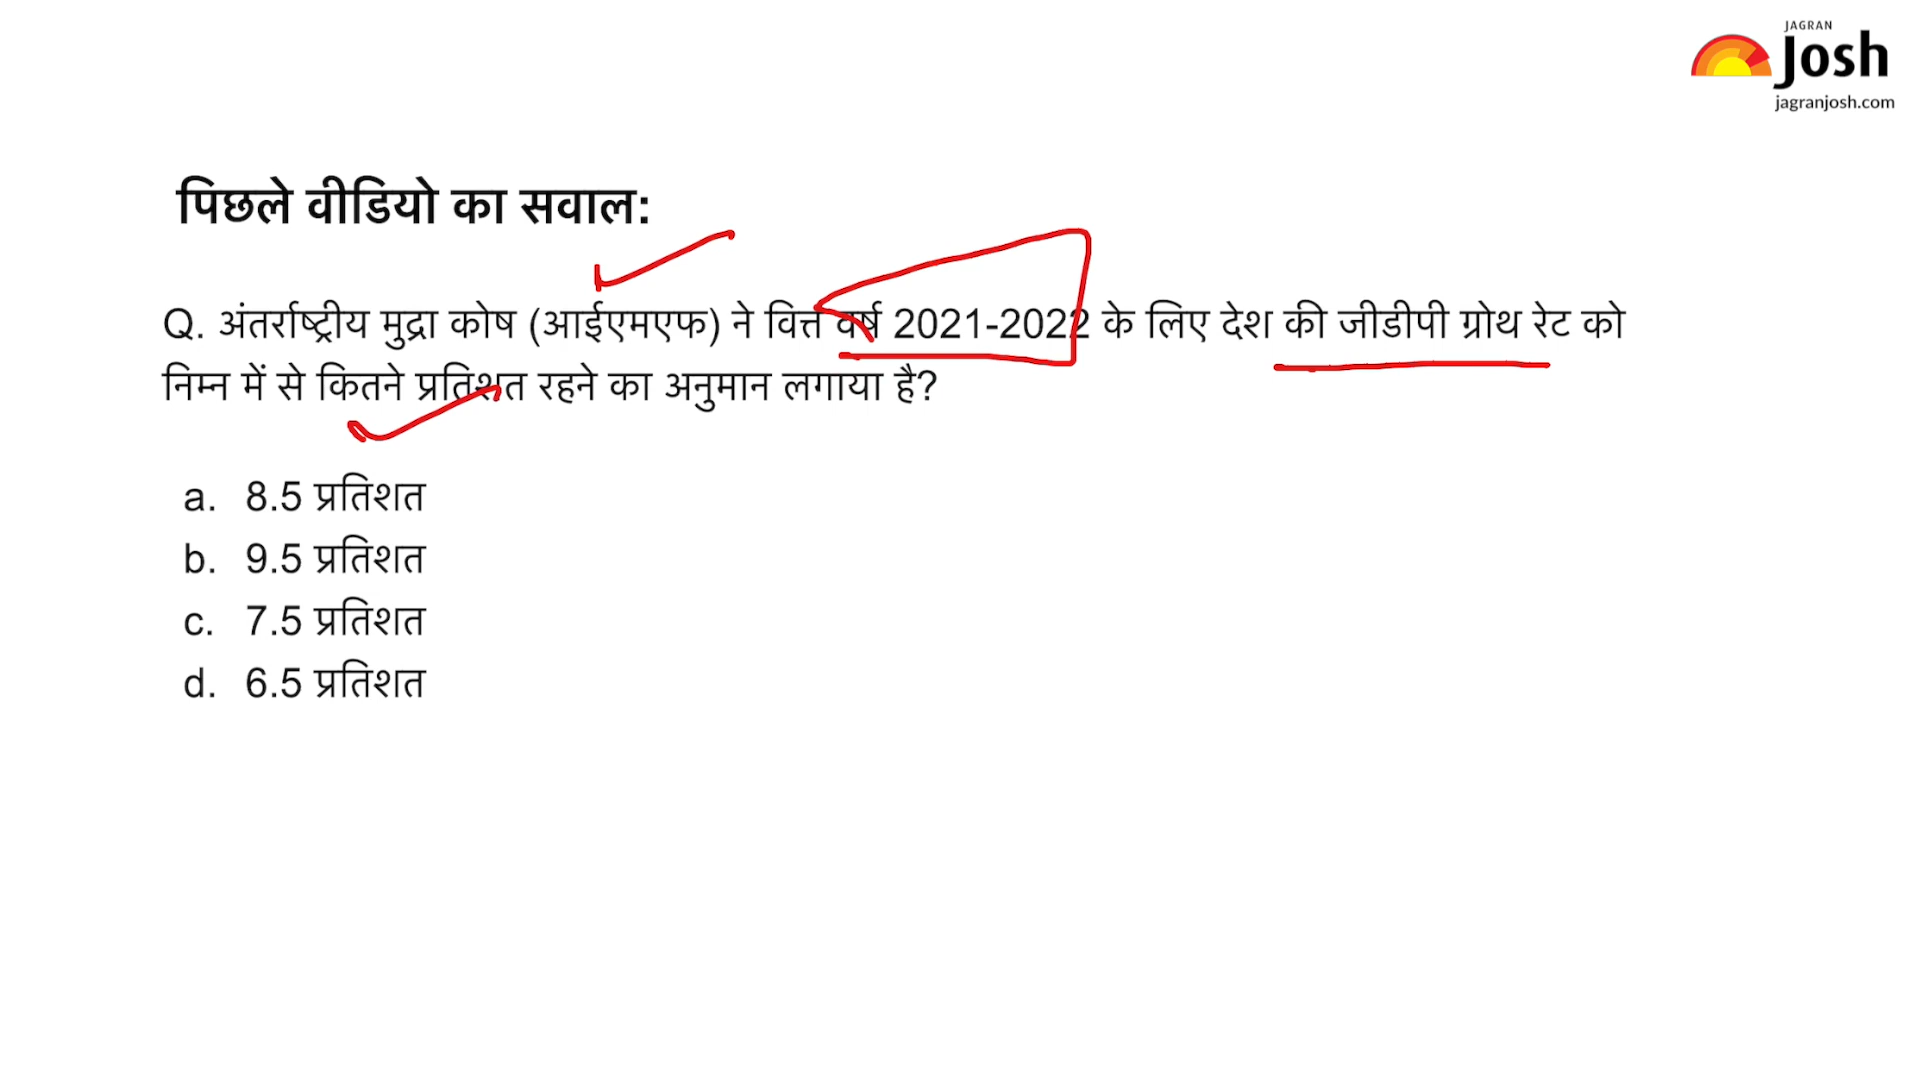 JAGRAN
Josh
jagranjosh.com
पिछले वीडियो का सवाल:
Q. अंतर्राष्ट्रीय मुद्रा कोष (आईएमएफ) ने वित्त वर्ष 2021-2022 के लिए देश की जीडीपी ग्रोथ रेट को
निम्न में से कितने प्रतिशत रहने का अनुमान लगाया है?
a. 8.5 प्रतिशत
b. 9.5 प्रतिशत
c. 7.5 प्रतिशत
d. 6.5 प्रतिशत